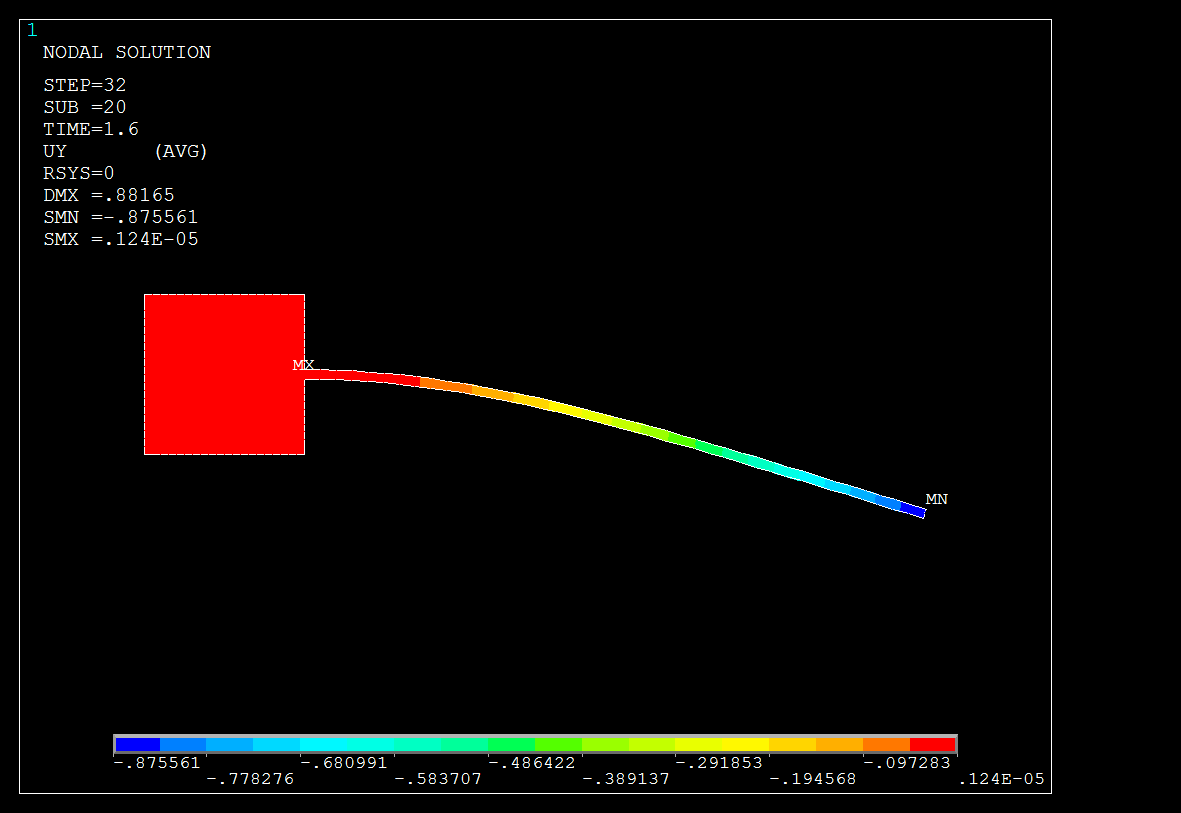 1
NODAL SOLUTION
STEP=32
SUB =20
TIME=1.6
UY (AVG)
RSYS=0
DMX =.88165
SMN =-.875561
SMX =.124E-05
MX
MN
-.875561 -.680991 -.486422 -.291853 -.097283
-.778276 -.583707 -.389137 -.194568 .124E-05